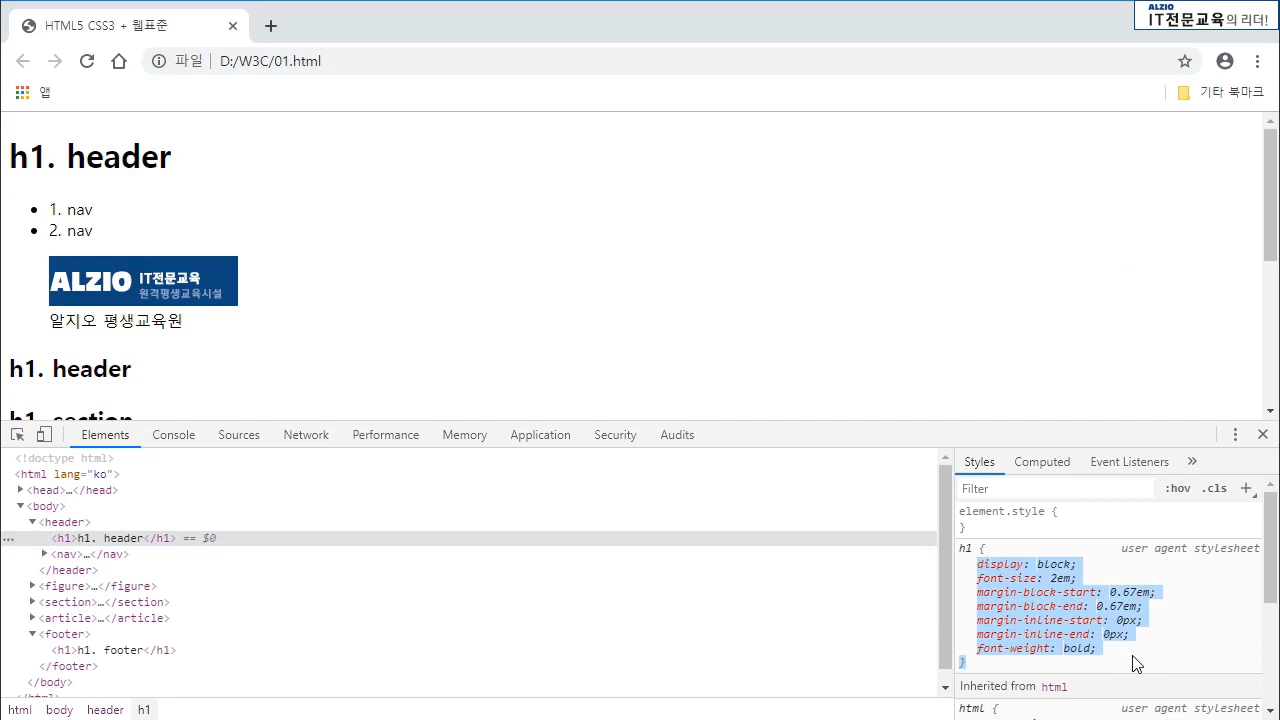 HTML5 CSS3 + 웹표준
ALZIO
IT전문교육의 리더!
파일 | D:/W3C/01.html
앱
기타 북마크
h1. header
1. nav
2. nav
ALZIO IT전문교육
원격평생교육시설
알지오 평생교육원
h1. header
h1. section
Elements Console Sources Network Performance Memory Application Security Audits
<!doctype html>
<html lang="ko">
<head>…</head>
<body>
<header>
<h1>h1. header</h1> == $0
<nav>…</nav>
</header>
<figure>…</figure>
<section>…</section>
<article>…</article>
<footer>
<h1>h1. footer</h1>
</footer>
</body>
</html>
html body header h1
Styles Computed Event Listeners »
Filter :hov .cls +
element.style {
}
h1 { user agent stylesheet
display: block;
font-size: 2em;
margin-block-start: 0.67em;
margin-block-end: 0.67em;
margin-inline-start: 0px;
margin-inline-end: 0px;
font-weight: bold;
}
Inherited from html
html { user agent stylesheet